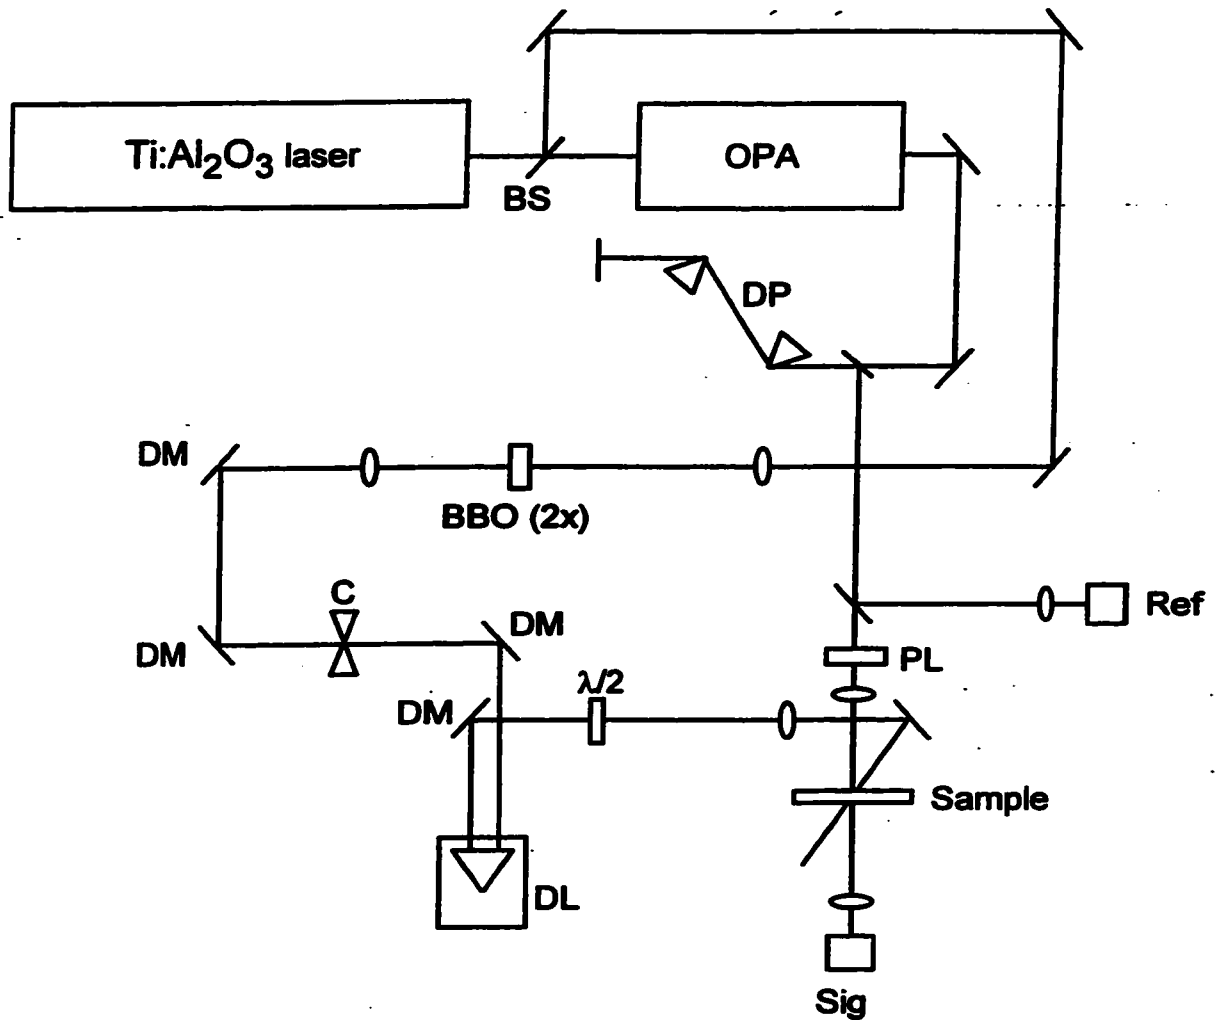 Ti:Al₂O₃ laser
BS
OPA
DP
DM
BBO (2x)
C
Ref
DM
DM
PL
λ/2
DM
Sample
DL
Sig